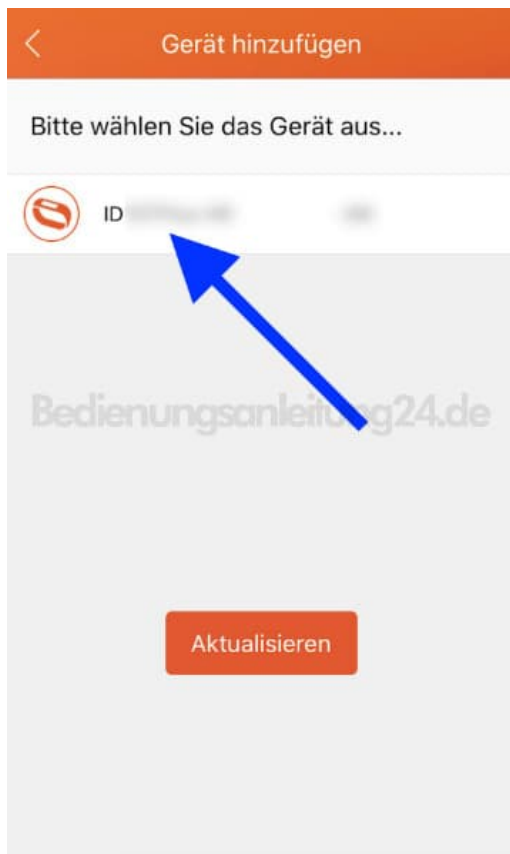 Gerät hinzufügen
Bitte wählen Sie das Gerät aus...
ID
Bedienungsanleitung24.de
Aktualisieren